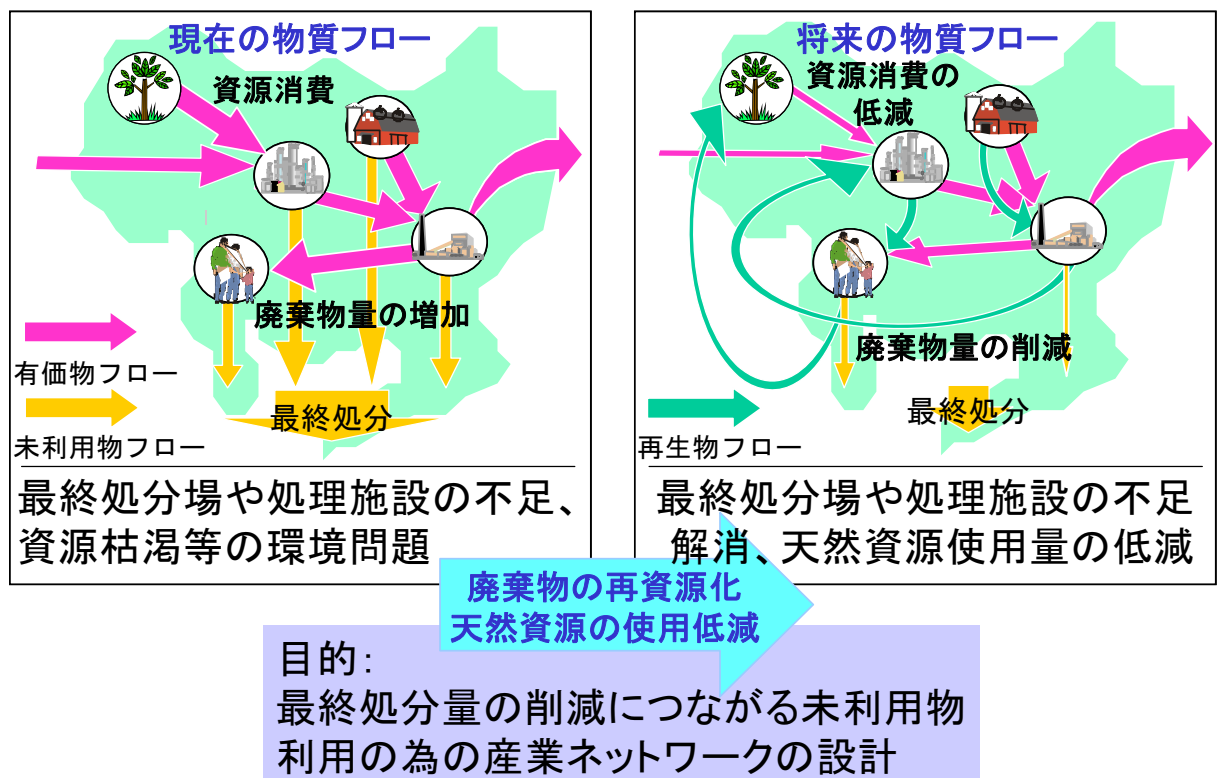 現在の物質フロー
資源消費
廃棄物量の増加
有価物フロー
未利用物フロー
最終処分
最終処分場や処理施設の不足、
資源枯渇等の環境問題
将来の物質フロー
資源消費の
低減
廃棄物量の削減
最終処分
再生物フロー
最終処分場や処理施設の不足
解消、天然資源使用量の低減
廃棄物の再資源化
天然資源の使用低減
目的：
最終処分量の削減につながる未利用物
利用の為の産業ネットワークの設計